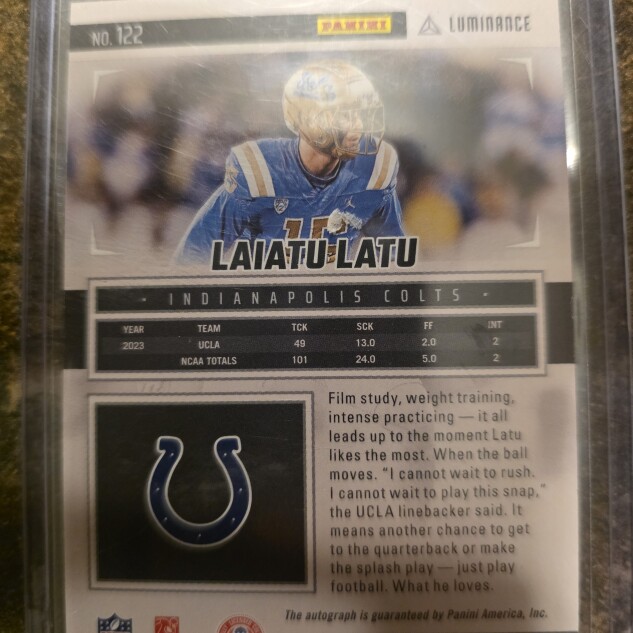 NO. 122
PANINI
LUMINANCE
LAIATU LATU
- INDIANAPOLIS COLTS -
YEAR TEAM TCK SCK FF INT
2023 UCLA 49 13.0 2.0 2
NCAA TOTALS 101 24.0 5.0 2
Film study, weight training,
intense practicing — it all
leads up to the moment Latu
likes the most. When the ball
moves. “I cannot wait to rush.
I cannot wait to play this snap,”
the UCLA linebacker said. It
means another chance to get
to the quarterback or make
the splash play — just play
football. What he loves.
NFL
The autograph is guaranteed by Panini America, Inc.